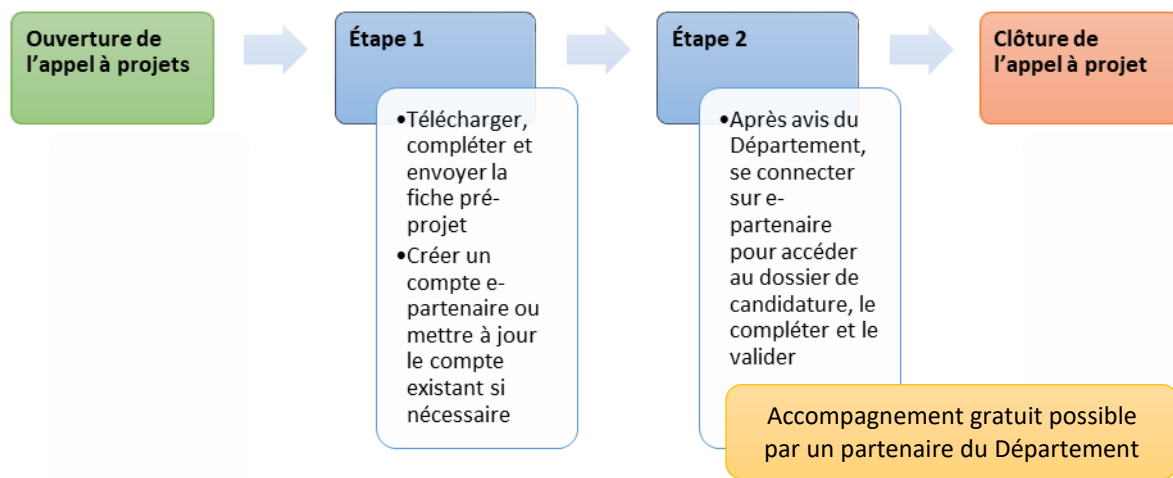 Ouverture de
l'appel à projets
Étape 1
•Télécharger,
compléter et
envoyer la
fiche pré-
projet
•Créer un
compte e-
partenaire ou
mettre à jour
le compte
existant si
nécessaire
Étape 2
•Après avis du
Département,
se connecter
sur e-
partenaire
pour accéder
au dossier de
candidature, le
compléter et le
valider
Clôture de
l'appel à projet
Accompagnement gratuit possible
par un partenaire du Département